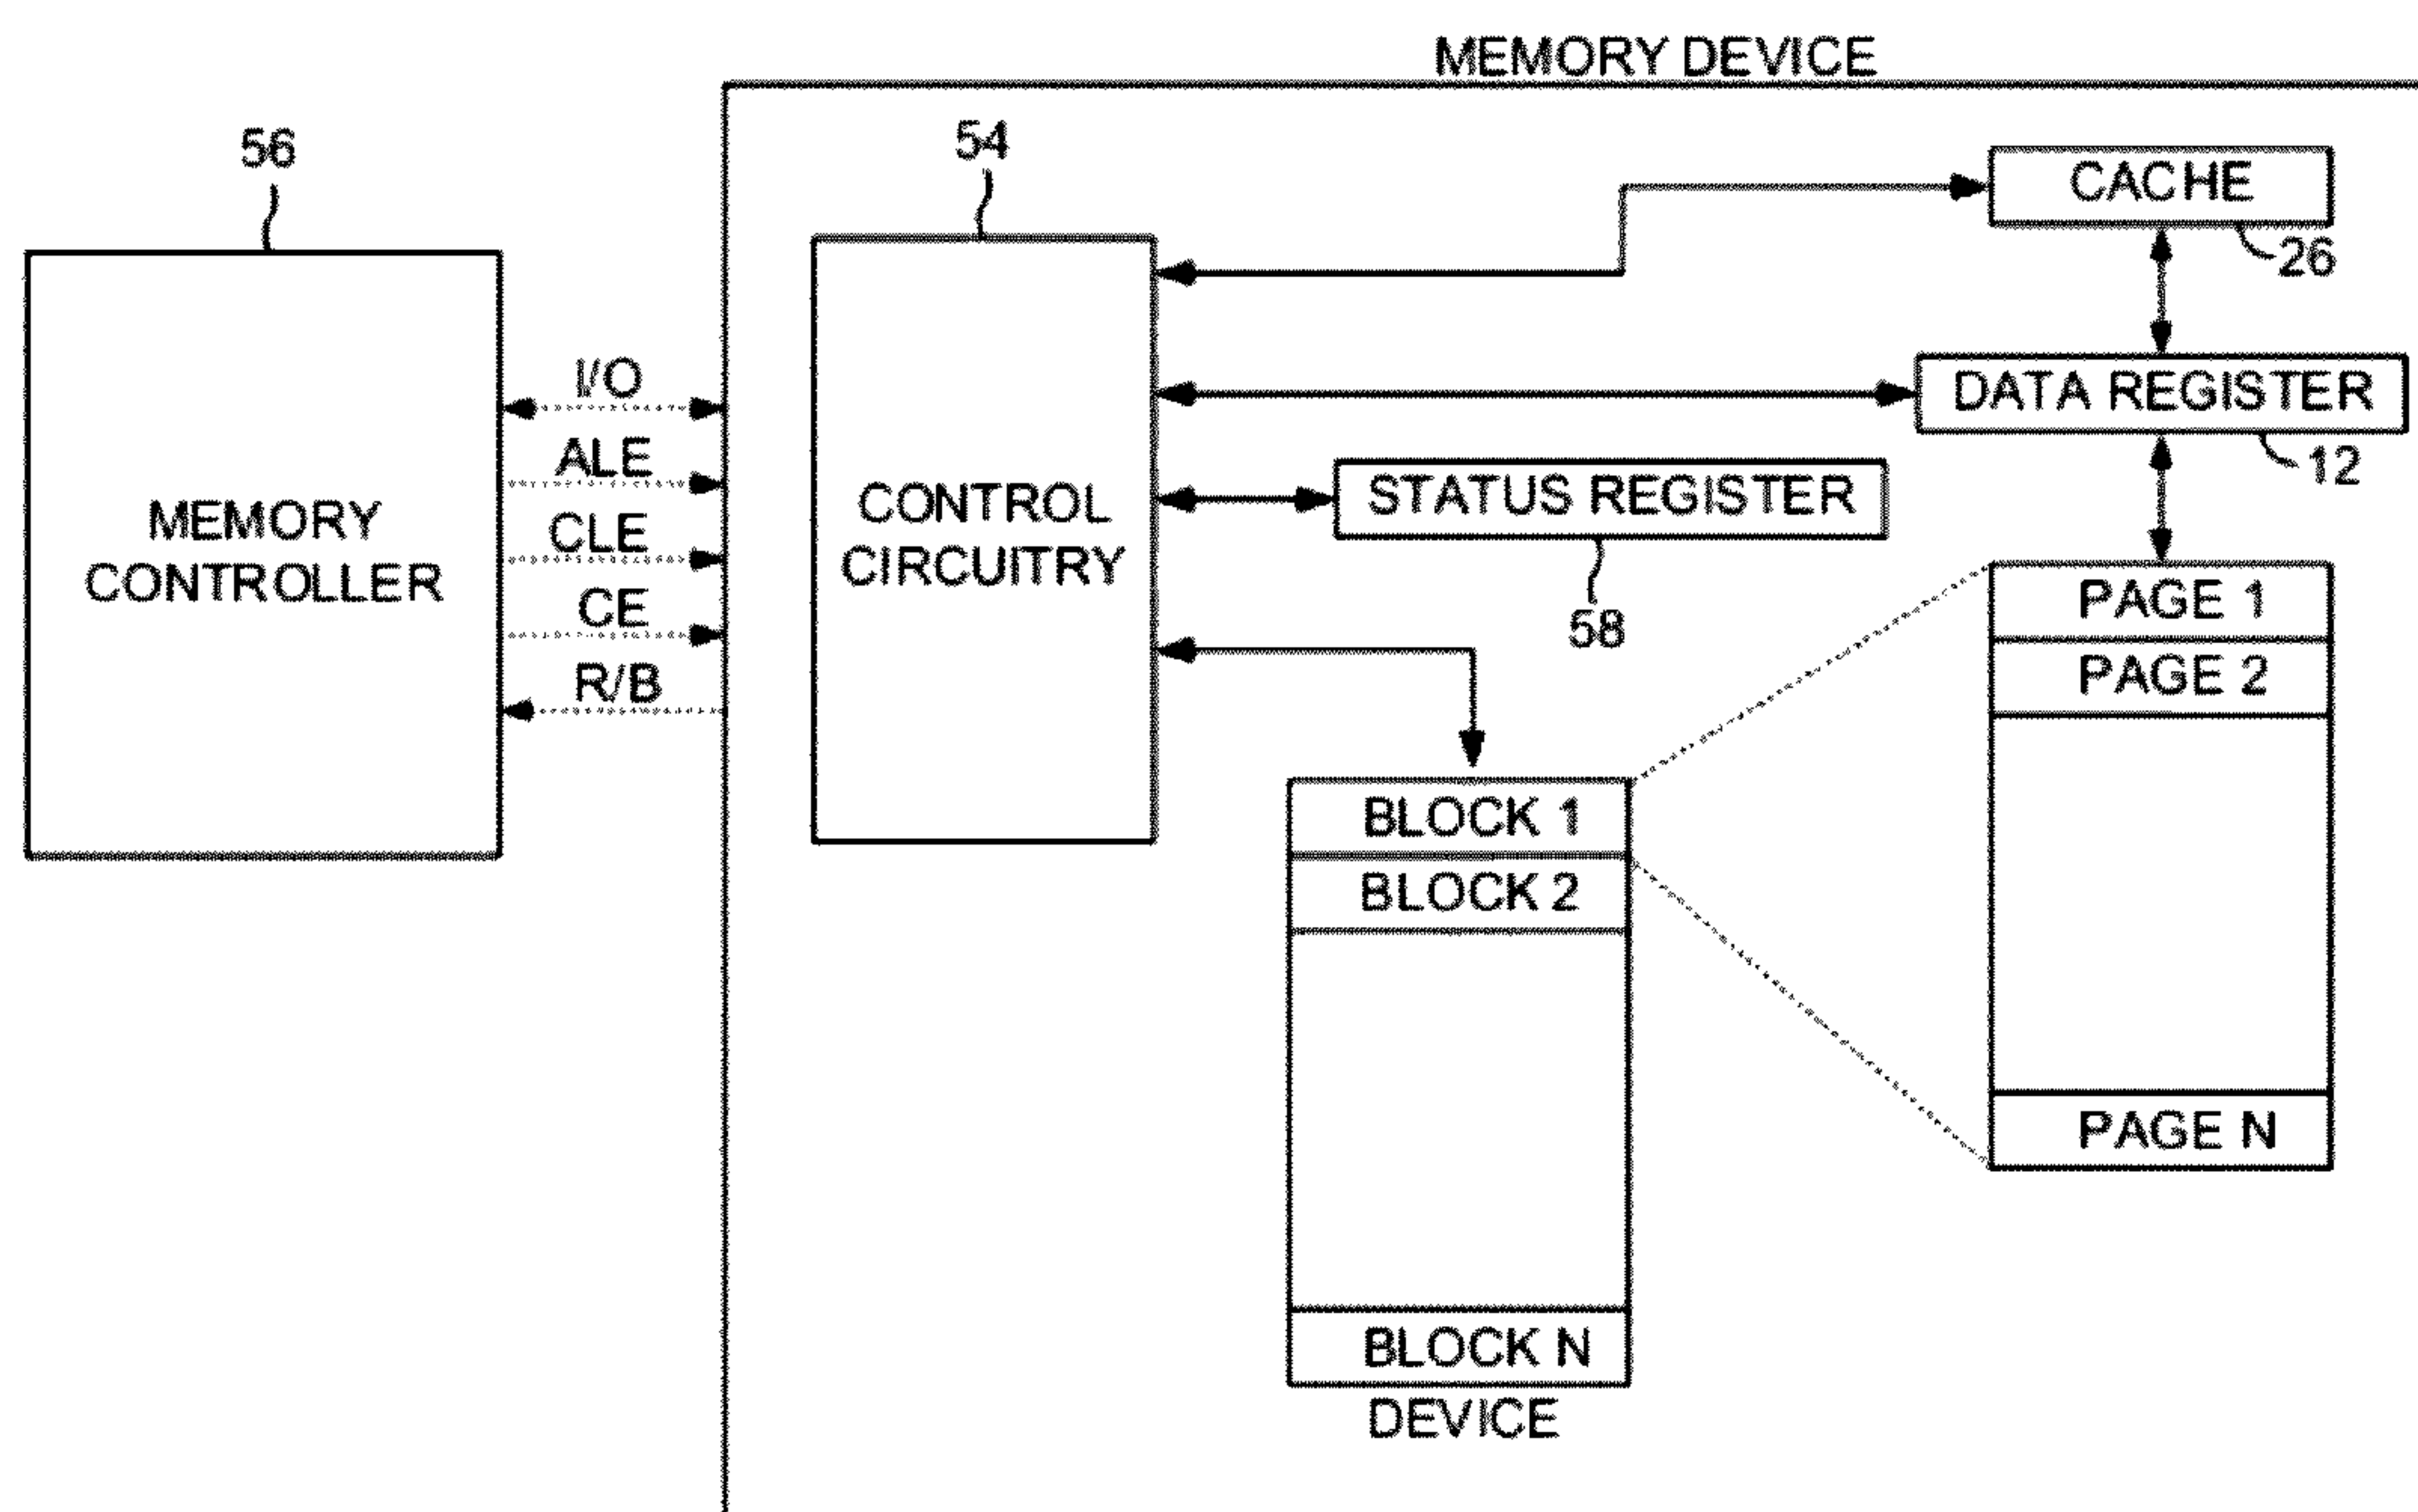 MEMORY DEVICE
56
54
CACHE
26
I/O
DATA REGISTER
12
ALE
STATUS REGISTER
58
CONTROL
CIRCUITRY
MEMORY
CONTROLLER
CLE
CE
R/B
PAGE 1
PAGE 2
PAGE N
BLOCK 1
BLOCK 2
BLOCK N
DEVICE